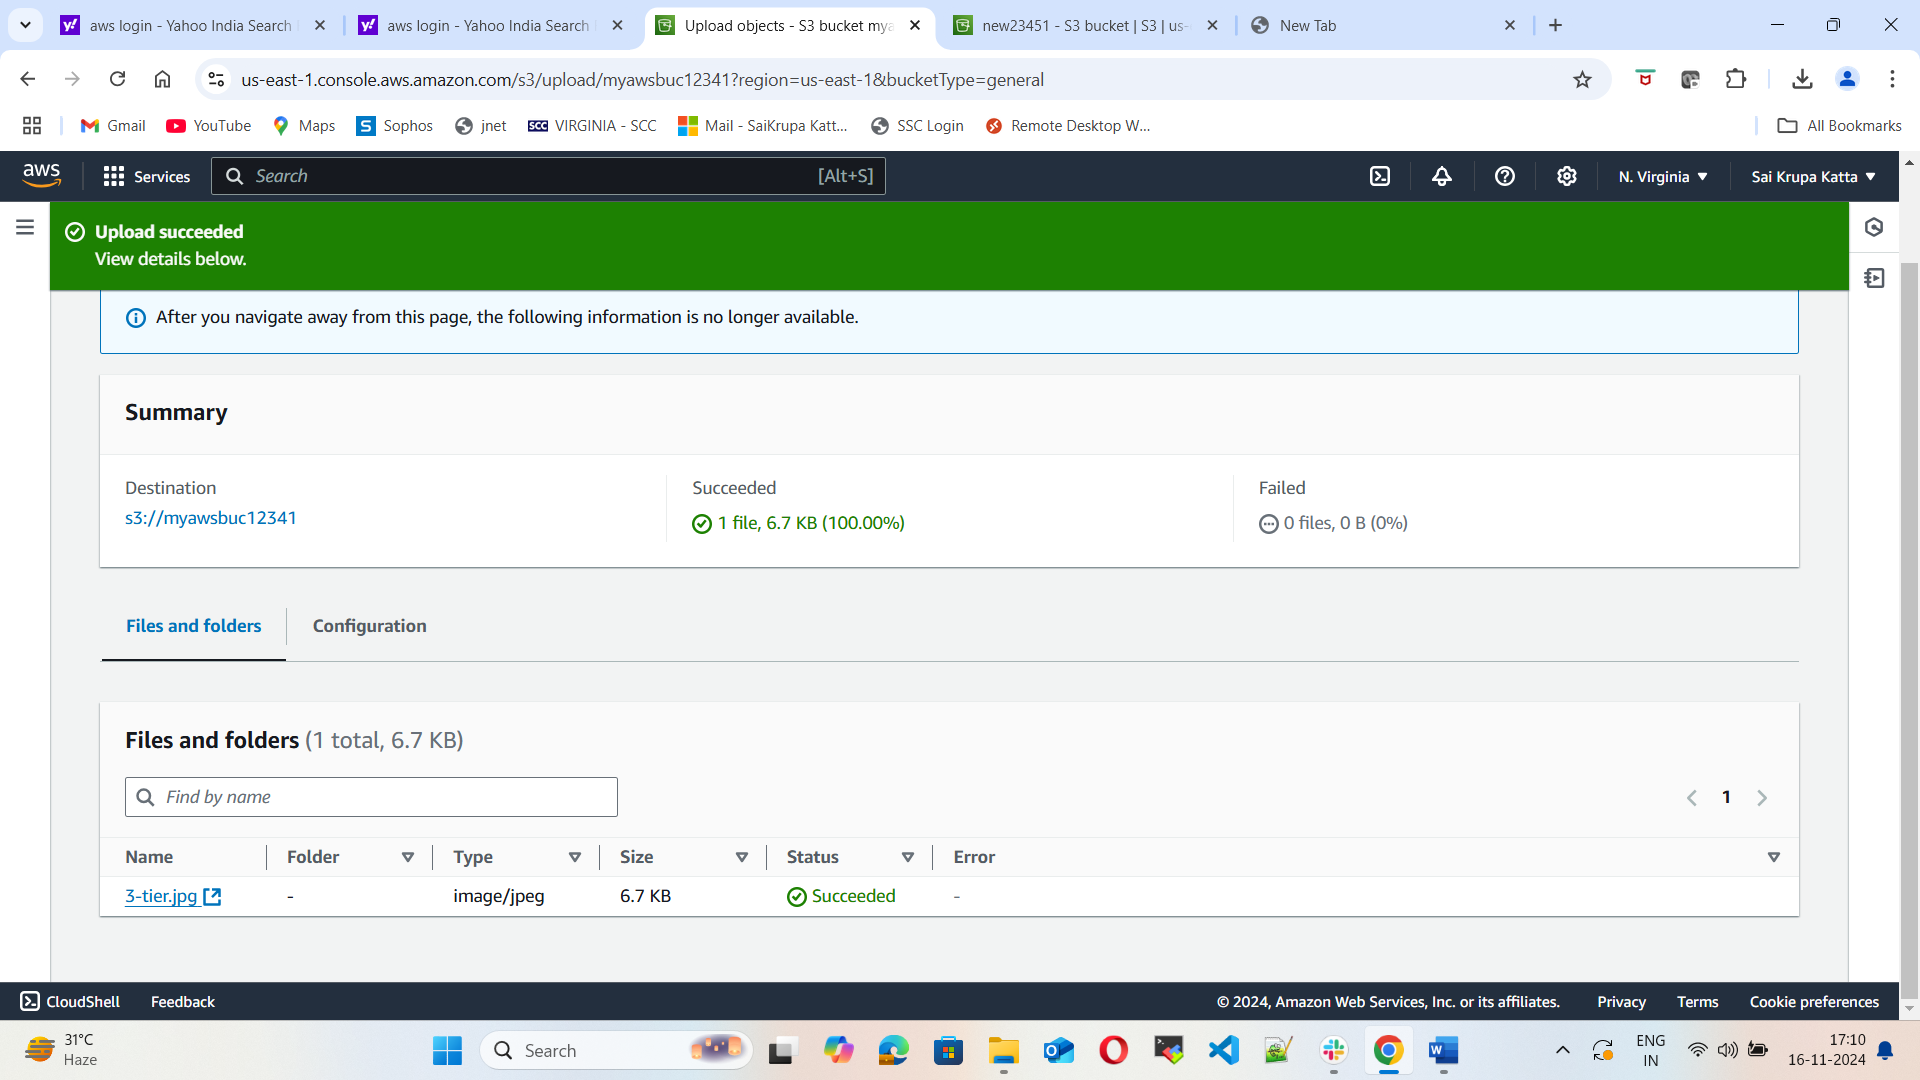 aws login - Yahoo India Search
aws login - Yahoo India Search
Upload objects - S3 bucket mya
new23451 - S3 bucket | S3 | us-
New Tab
us-east-1.console.aws.amazon.com/s3/upload/myawsbuc12341?region=us-east-1&bucketType=general
Gmail
YouTube
Maps
Sophos
jnet
VIRGINIA - SCC
Mail - SaiKrupa Katt...
SSC Login
Remote Desktop W...
All Bookmarks
aws
Services
Search
[Alt+S]
N. Virginia
Sai Krupa Katta
Upload succeeded
View details below.
After you navigate away from this page, the following information is no longer available.
Summary
Destination
s3://myawsbuc12341
Succeeded
1 file, 6.7 KB (100.00%)
Failed
0 files, 0 B (0%)
Files and folders
Configuration
Files and folders (1 total, 6.7 KB)
Find by name
1
Name
Folder
Type
Size
Status
Error
3-tier.jpg
-
image/jpeg
6.7 KB
Succeeded
-
CloudShell
Feedback
© 2024, Amazon Web Services, Inc. or its affiliates.
Privacy
Terms
Cookie preferences
31°C
Haze
Search
ENG
IN
17:10
16-11-2024